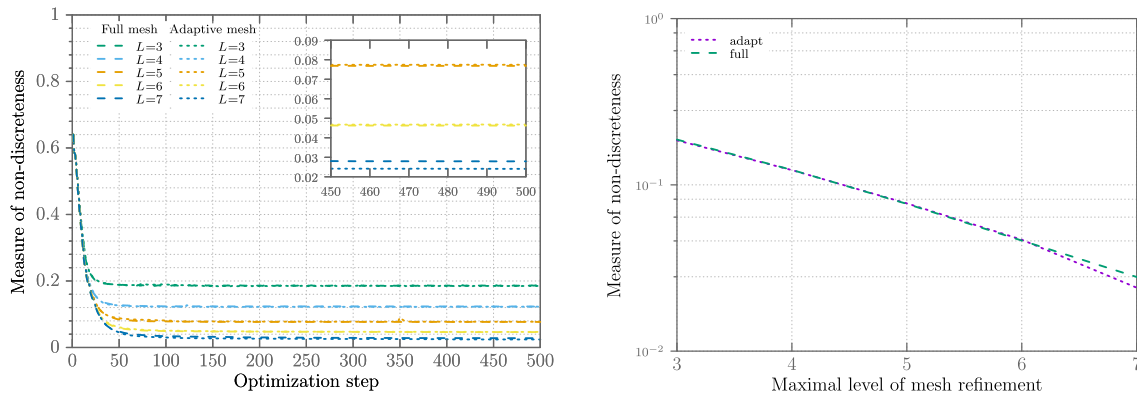 Measure of non-discreteness
1
0.8
0.6
0.4
0.2
0
Full mesh Adaptive mesh
L=3 L=3
L=4 L=4
L=5 L=5
L=6 L=6
L=7 L=7
0.09
0.08
0.07
0.06
0.05
0.04
0.03
0.02
450 460 470 480 490 500
0 50 100 150 200 250 300 350 400 450 500
Optimization step
Measure of non-discreteness
10⁰
10⁻¹
10⁻²
adapt
full
3 4 5 6 7
Maximal level of mesh refinement